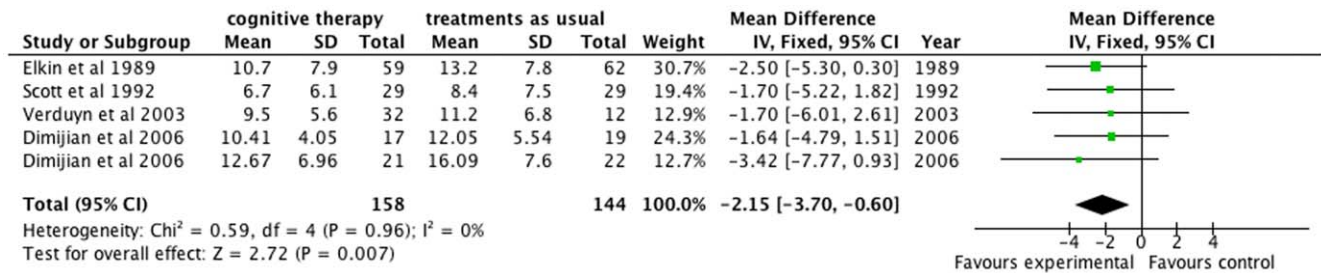 cognitive therapy treatments as usual Mean Difference Mean Difference
Study or Subgroup Mean SD Total Mean SD Total Weight IV, Fixed, 95% CI Year IV, Fixed, 95% CI
Elkin et al 1989 10.7 7.9 59 13.2 7.8 62 30.7% -2.50 [-5.30, 0.30] 1989
Scott et al 1992 6.7 6.1 29 8.4 7.5 29 19.4% -1.70 [-5.22, 1.82] 1992
Verduyn et al 2003 9.5 5.6 32 11.2 6.8 12 12.9% -1.70 [-6.01, 2.61] 2003
Dimijian et al 2006 10.41 4.05 17 12.05 5.54 19 24.3% -1.64 [-4.79, 1.51] 2006
Dimijian et al 2006 12.67 6.96 21 16.09 7.6 22 12.7% -3.42 [-7.77, 0.93] 2006
Total (95% CI) 158 144 100.0% -2.15 [-3.70, -0.60]
Heterogeneity: Chi² = 0.59, df = 4 (P = 0.96); I² = 0%
Test for overall effect: Z = 2.72 (P = 0.007)
-4 -2 0 2 4
Favours experimental Favours control